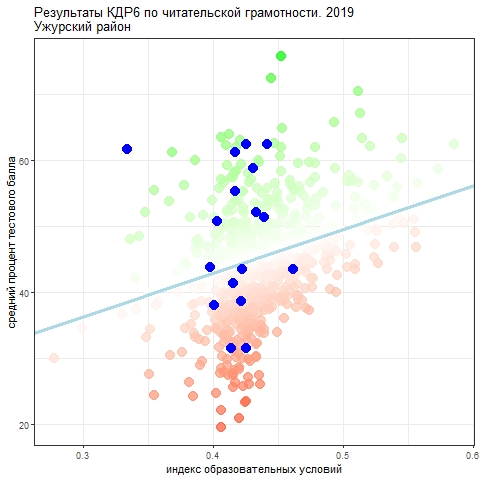 Результаты КДР6 по читательской грамотности. 2019
Ужурский район
средний процент тестового балла
60
40
20
0.3
0.4
0.5
0.6
индекс образовательных условий